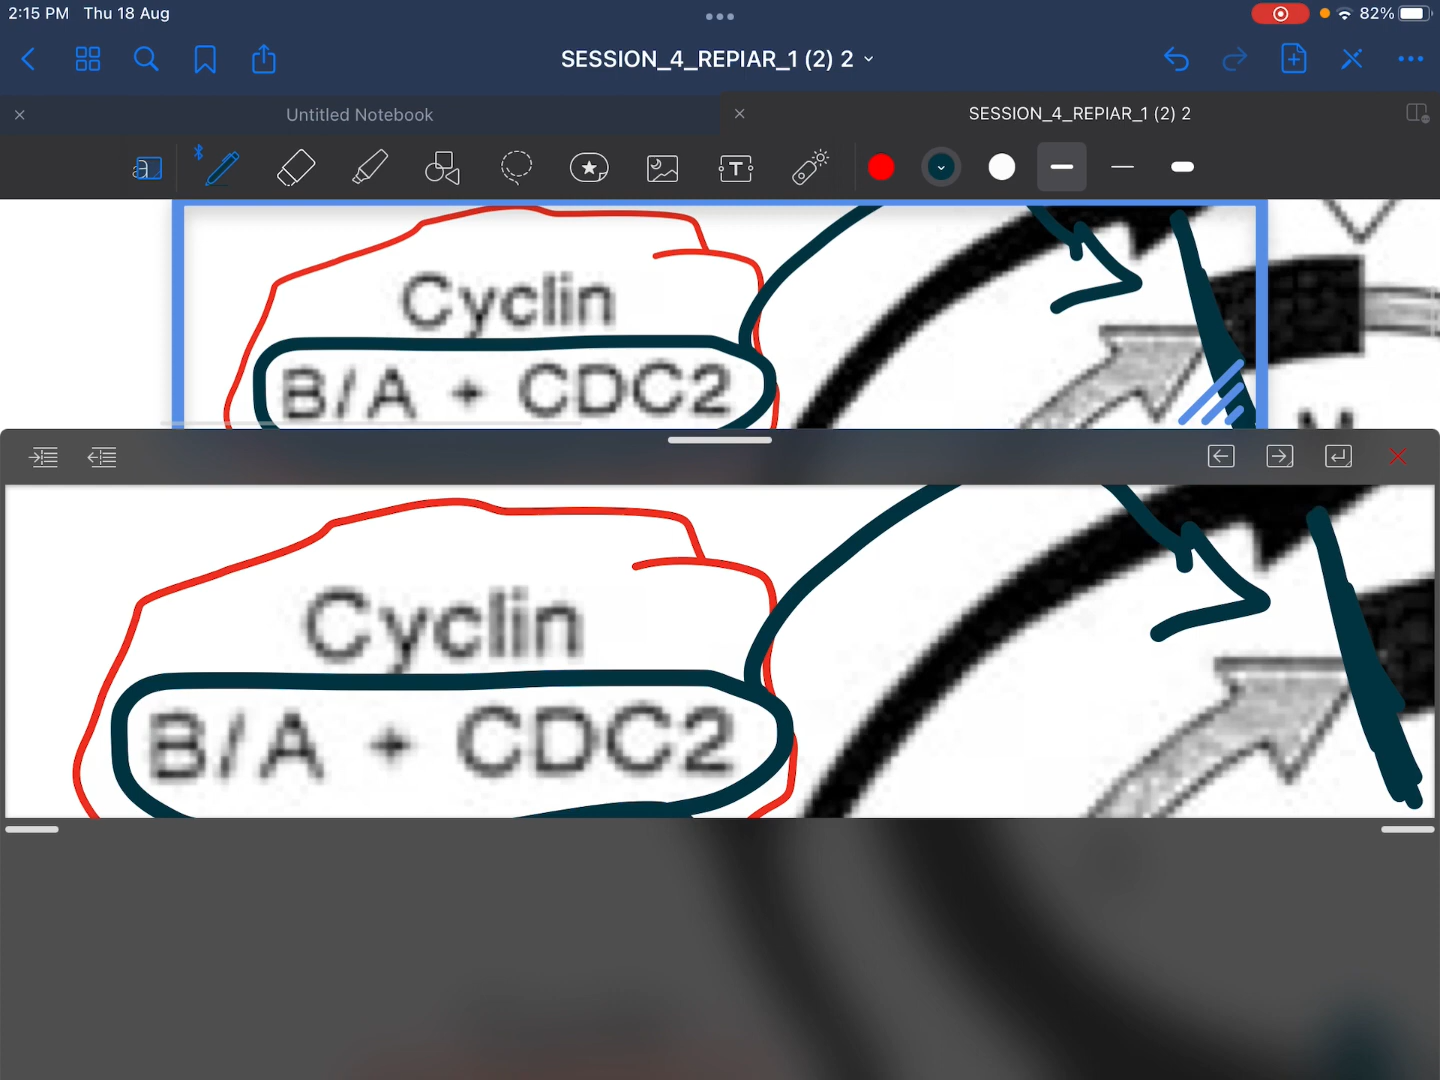 2:15 PM Thu 18 Aug
82%
SESSION_4_REPIAR_1 (2) 2
Untitled Notebook
SESSION_4_REPIAR_1 (2) 2
a
T
Cyclin
B/A + CDC2
Cyclin
B/A + CDC2